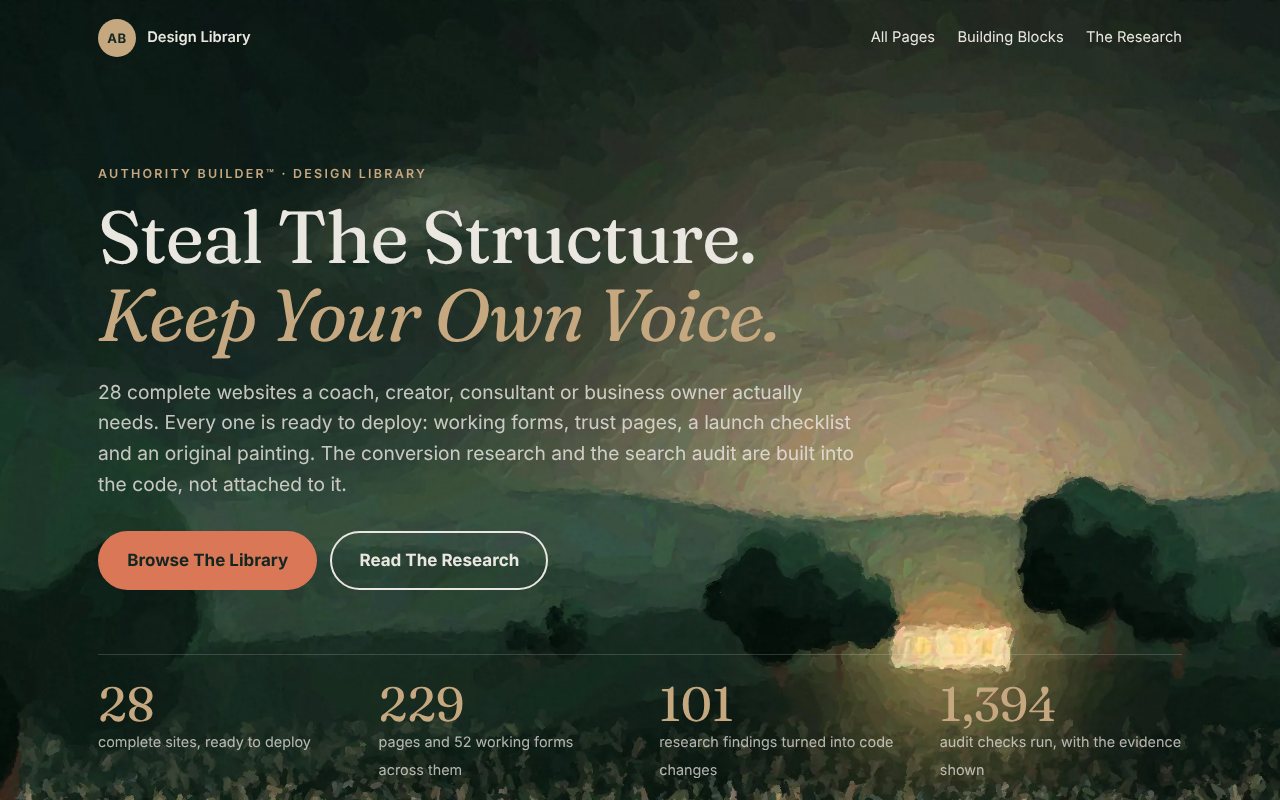 AB
Design Library
All Pages
Building Blocks
The Research
AUTHORITY BUILDER™ · DESIGN LIBRARY
Steal The Structure.
Keep Your Own Voice.
28 complete websites a coach, creator, consultant or business owner actually
needs. Every one is ready to deploy: working forms, trust pages, a launch checklist
and an original painting. The conversion research and the search audit are built into
the code, not attached to it.
Browse The Library
Read The Research
28
complete sites, ready to deploy
229
pages and 52 working forms
across them
101
research findings turned into code
changes
1,394
audit checks run, with the evidence
shown